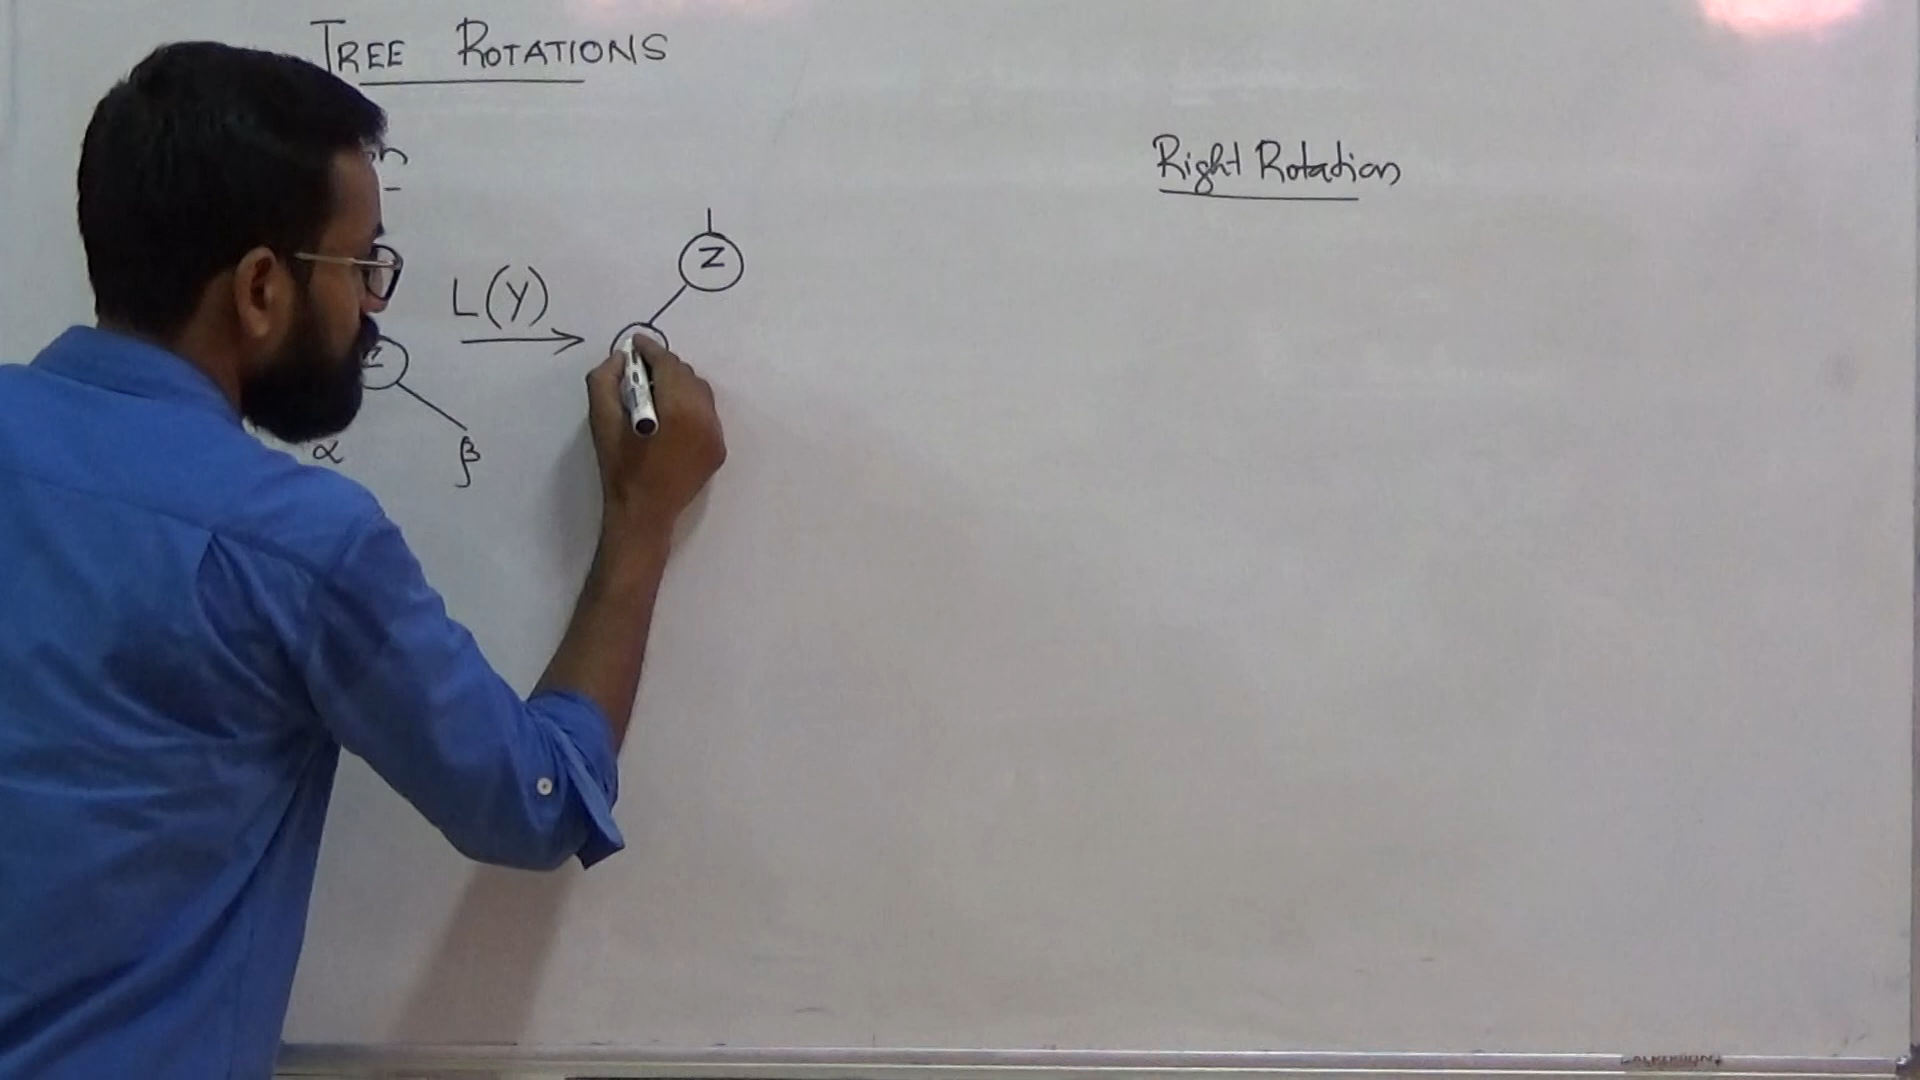 TREE ROTATIONS
Right Rotation
L(y)
Z
Z
α
β